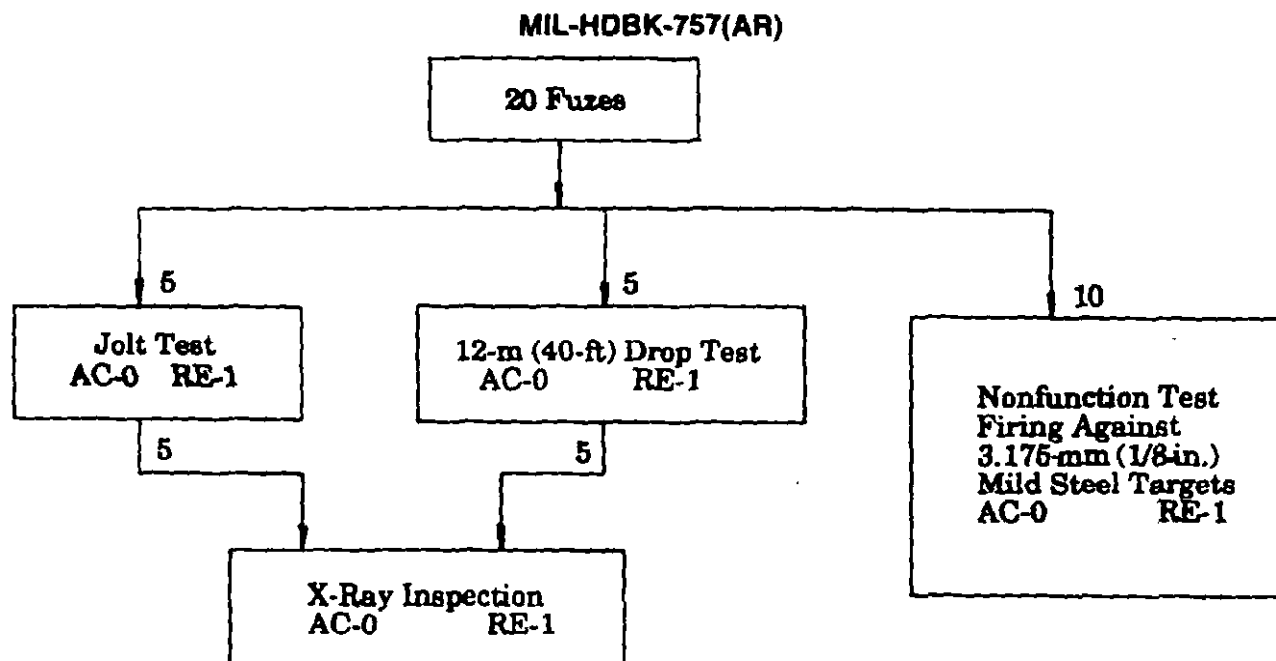 MIL-HDBK-757(AR)
20 Fuzes
5
5
10
Jolt Test
AC-0 RE-1
12-m (40-ft) Drop Test
AC-0 RE-1
Nonfunction Test
Firing Against
3.175-mm (1/8-in.)
Mild Steel Targets
AC-0 RE-1
5
5
X-Ray Inspection
AC-0 RE-1